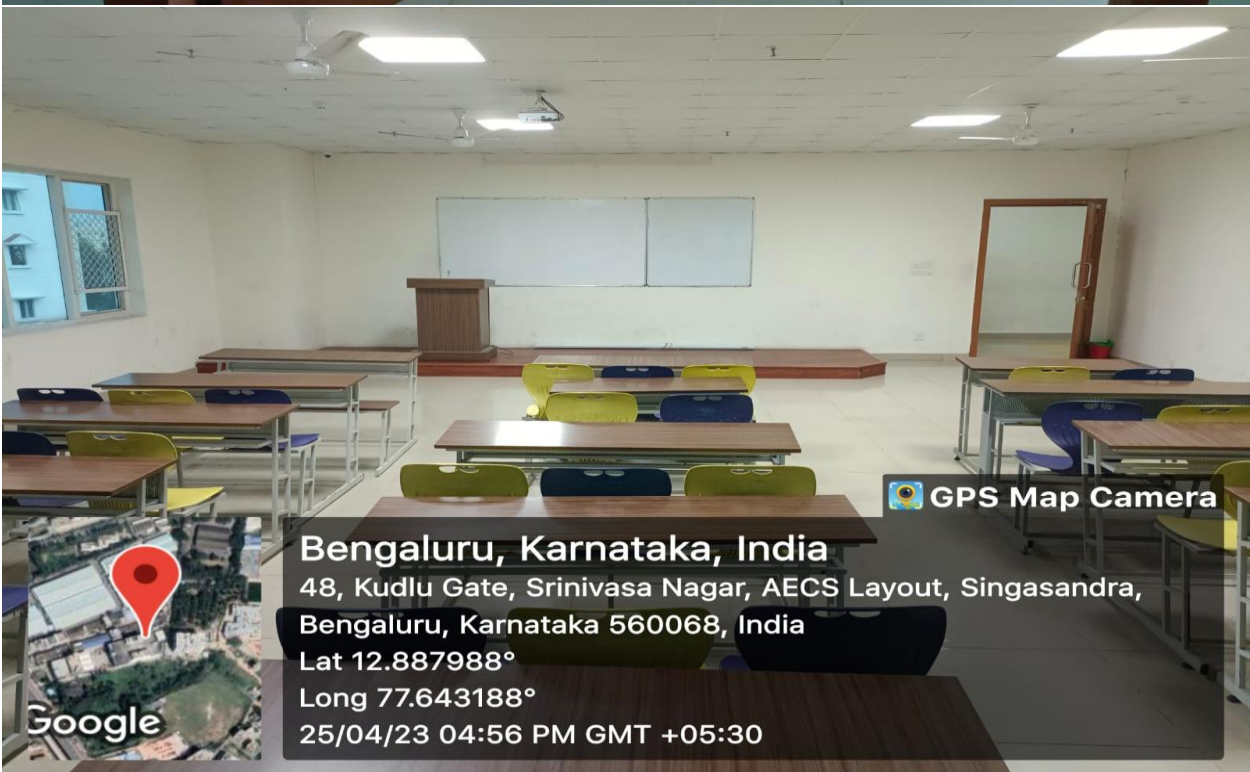 GPS Map Camera
Bengaluru, Karnataka, India
48, Kudlu Gate, Srinivasa Nagar, AECS Layout, Singasandra,
Bengaluru, Karnataka 560068, India
Lat 12.887988°
Long 77.643188°
25/04/23 04:56 PM GMT +05:30
Google